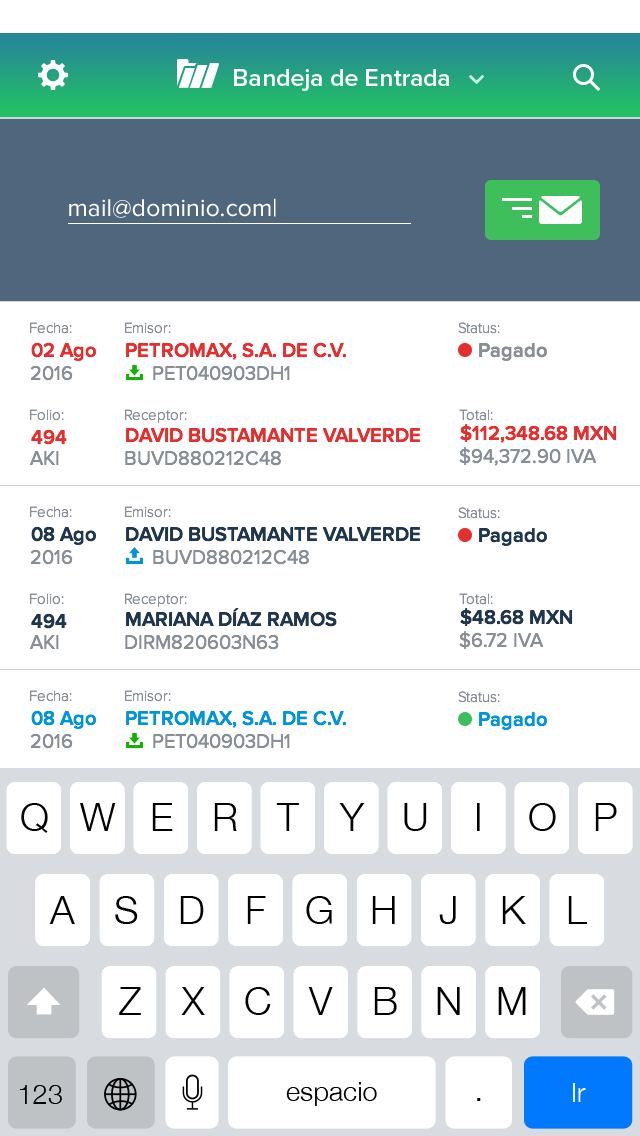 Bandeja de Entrada
mail@dominio.com
Fecha: Emisor: Status:
02 Ago PETROMAX, S.A. DE C.V. Pagado
2016 PET040903DH1
Folio: Receptor: Total:
494 DAVID BUSTAMANTE VALVERDE $112,348.68 MXN
AKI BUVD880212C48 $94,372.90 IVA
Fecha: Emisor: Status:
08 Ago DAVID BUSTAMANTE VALVERDE Pagado
2016 BUVD880212C48
Folio: Receptor: Total:
494 MARIANA DÍAZ RAMOS $48.68 MXN
AKI DIRM820603N63 $6.72 IVA
Fecha: Emisor: Status:
08 Ago PETROMAX, S.A. DE C.V. Pagado
2016 PET040903DH1
Q W E R T Y U I O P
A S D F G H J K L
Z X C V B N M
123 espacio . Ir